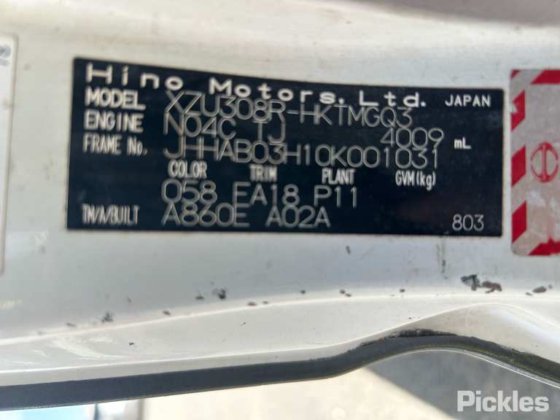 Hino Motors, Ltd. JAPAN
MODEL XZU308R-HKTMGQ3
ENGINE N04C TJ 4009 mL
FRAME No. JHHAB03H10K001031
COLOR TRIM PLANT GVM(kg)
058 EA18 P11
TM/A/BUILT A860E A02A 803
Pickles